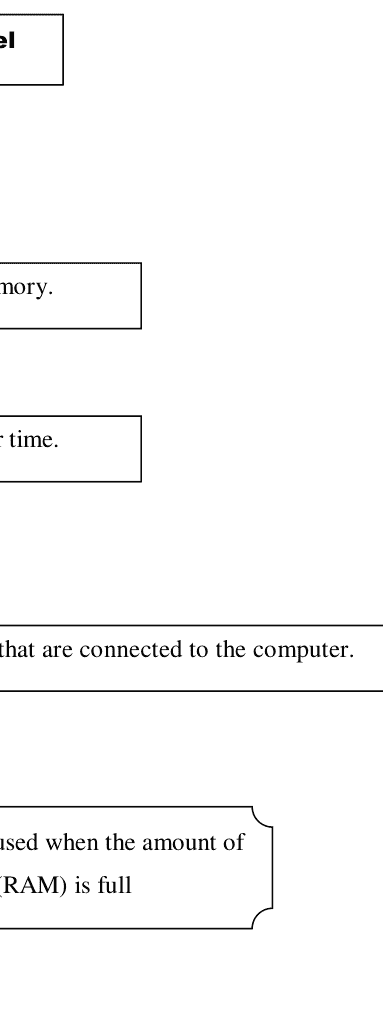 el
mory.
r time.
that are connected to the computer.
used when the amount of
(RAM) is full